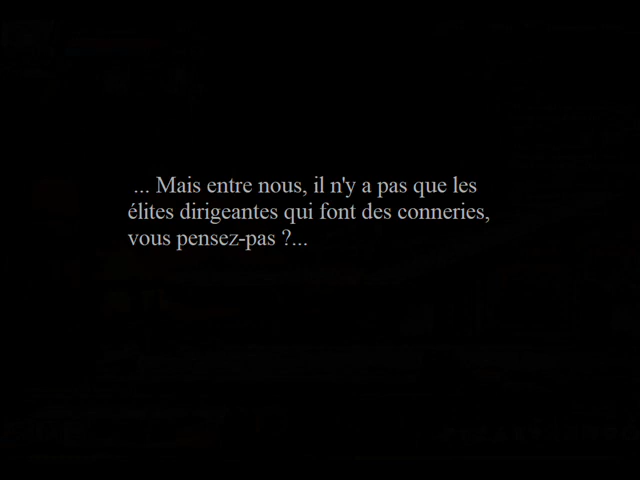 ... Mais entre nous, il n'y a pas que les
élites dirigeantes qui font des conneries,
vous pensez-pas ?...